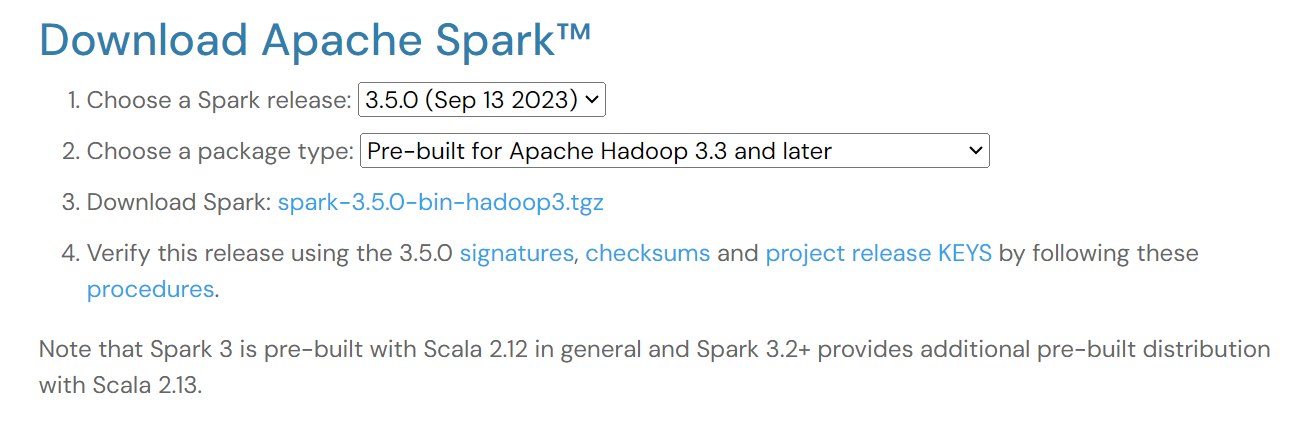 Download Apache Spark™
1. Choose a Spark release: 3.5.0 (Sep 13 2023)
2. Choose a package type: Pre-built for Apache Hadoop 3.3 and later
3. Download Spark: spark-3.5.0-bin-hadoop3.tgz
4. Verify this release using the 3.5.0 signatures, checksums and project release KEYS by following these
procedures.
Note that Spark 3 is pre-built with Scala 2.12 in general and Spark 3.2+ provides additional pre-built distribution
with Scala 2.13.